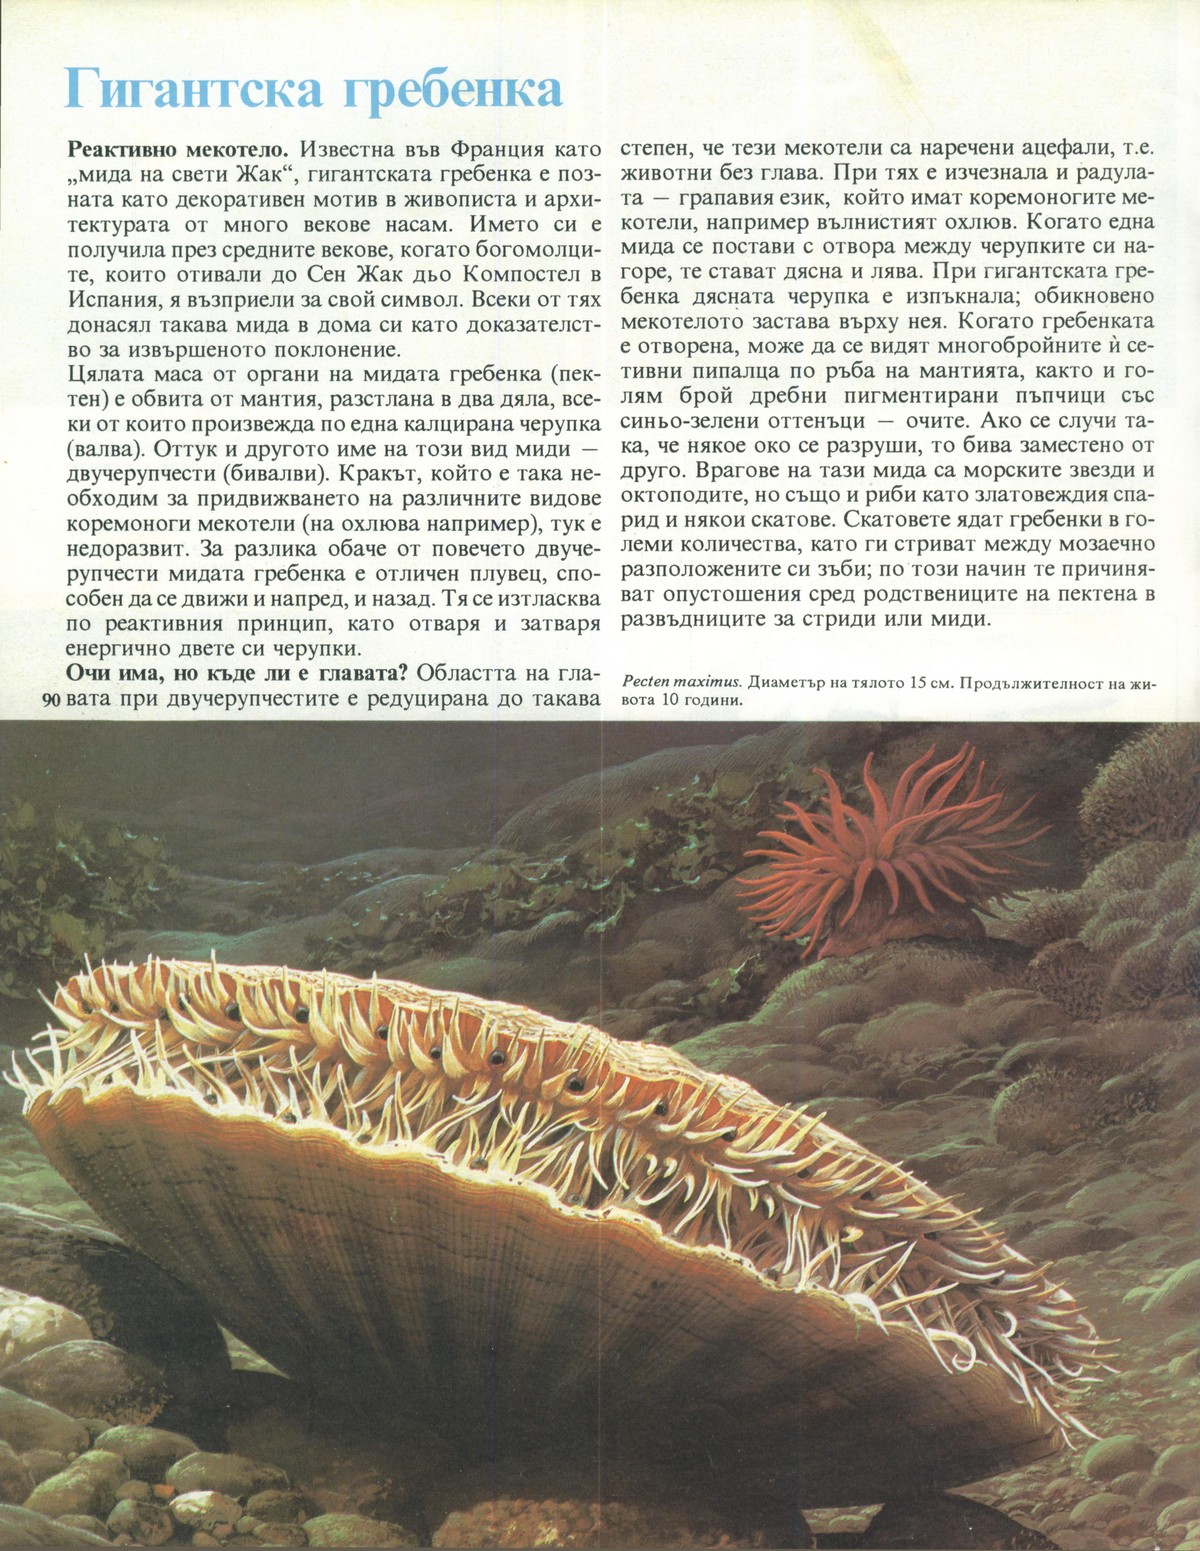 Гигантска гребенка
Реактивно мекотело. Известна във Франция като
„мида на свети Жак“, гигантската гребенка е поз-
ната като декоративен мотив в живописта и архи-
тектурата от много векове насам. Името си е
получила през средните векове, когато богомолци-
те, които отивали до Сен Жак дьо Компостел в
Испания, я възприели за свой символ. Всеки от тях
донасял такава мида в дома си като доказателст-
во за извършеното поклонение.
Цялата маса от органи на мидата гребенка (пек-
тен) е обвита от мантия, разстлана в два дяла, все-
ки от които произвежда по една калцирана черупка
(валва). Оттук и другото име на този вид миди —
двучерупчести (бивалви). Кракът, който е така не-
обходим за придвижването на различните видове
коремоноги мекотели (на охлюва например), тук е
недоразвит. За разлика обаче от повечето двуче-
рупчести мидата гребенка е отличен плувец, спо-
собен да се движи и напред, и назад. Тя се изтласква
по реактивния принцип, като отваря и затваря
енергично двете си черупки.
Очи има, но къде ли е главата? Областта на гла-
90 вата при двучерупчестите е редуцирана до такава
степен, че тези мекотели са наречени ацефали, т.е.
животни без глава. При тях е изчезнала и радула-
та — грапавия език, който имат коремоногите ме-
котели, например вълнистият охлюв. Когато една
мида се постави с отвора между черупките си на-
горе, те стават дясна и лява. При гигантската гре-
бенка дясната черупка е изпъкнала; обикновено
мекотелото застава върху нея. Когато гребенката
е отворена, може да се видят многобройните ѝ се-
тивни пипалца по ръба на мантията, както и го-
лям брой дребни пигментирани пъпчици със
синьо-зелени оттенъци — очите. Ако се случи та-
ка, че някое око се разруши, то бива заместено от
друго. Врагове на тази мида са морските звезди и
октоподите, но също и риби като златовеждия спа-
рид и някои скатове. Скатовете ядат гребенки в го-
леми количества, като ги стриват между мозаечно
разположените си зъби; по този начин те причиня-
ват опустошения сред родствениците на пектена в
развъдниците за стриди или миди.
Pecten maximus. Диаметър на тялото 15 см. Продължителност на жи-
вота 10 години.